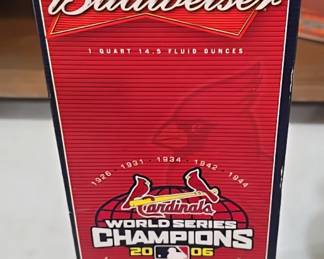 Budweiser
1 QUART 14.5 FLUID OUNCES
1926 · 1931 · 1934 · 1942 · 1944
Cardinals
WORLD SERIES
CHAMPIONS
20 06